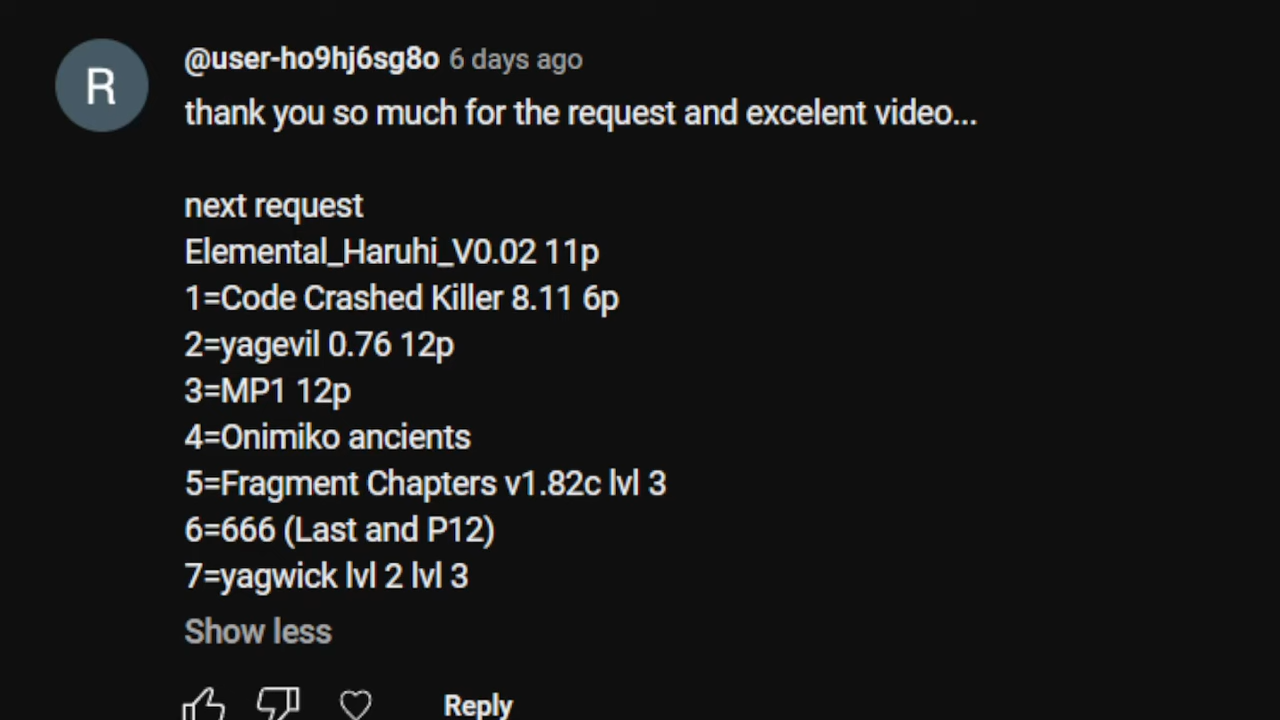 R
@user-ho9hj6sg8o 6 days ago
thank you so much for the request and excelent video...
next request
Elemental_Haruhi_V0.02 11p
1=Code Crashed Killer 8.11 6p
2=yagevil 0.76 12p
3=MP1 12p
4=Onimiko ancients
5=Fragment Chapters v1.82c lvl 3
6=666 (Last and P12)
7=yagwick lvl 2 lvl 3
Show less
Reply